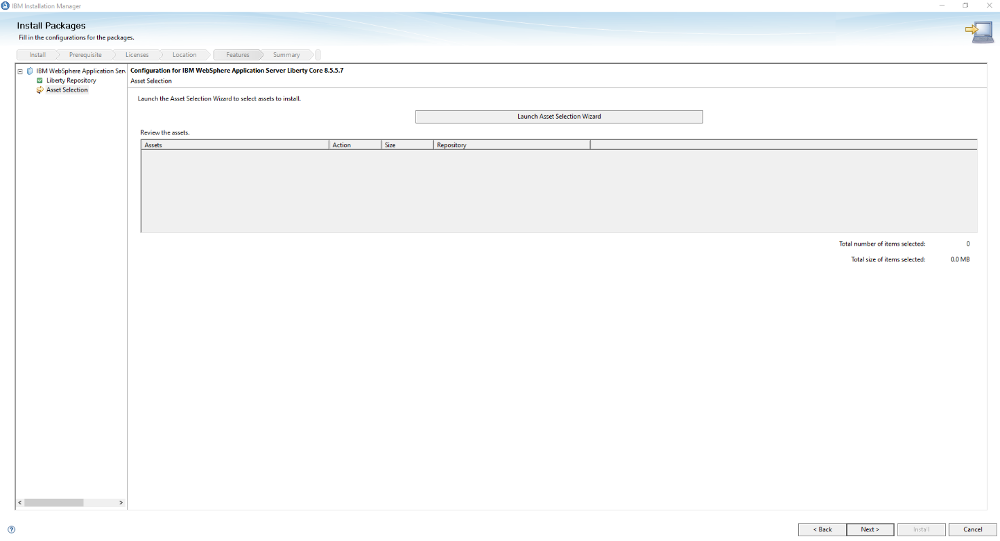 IBM Installation Manager
Install Packages
Fill in the configurations for the packages.
Install Prerequisite Licenses Location Features Summary
IBM WebSphere Application Serv
Liberty Repository
Asset Selection
Configuration for IBM WebSphere Application Server Liberty Core 8.5.5.7
Asset Selection
Launch the Asset Selection Wizard to select assets to install.
Launch Asset Selection Wizard
Review the assets.
Assets Action Size Repository
Total number of items selected: 0
Total size of items selected: 0.0 MB
< Back Next > Install Cancel